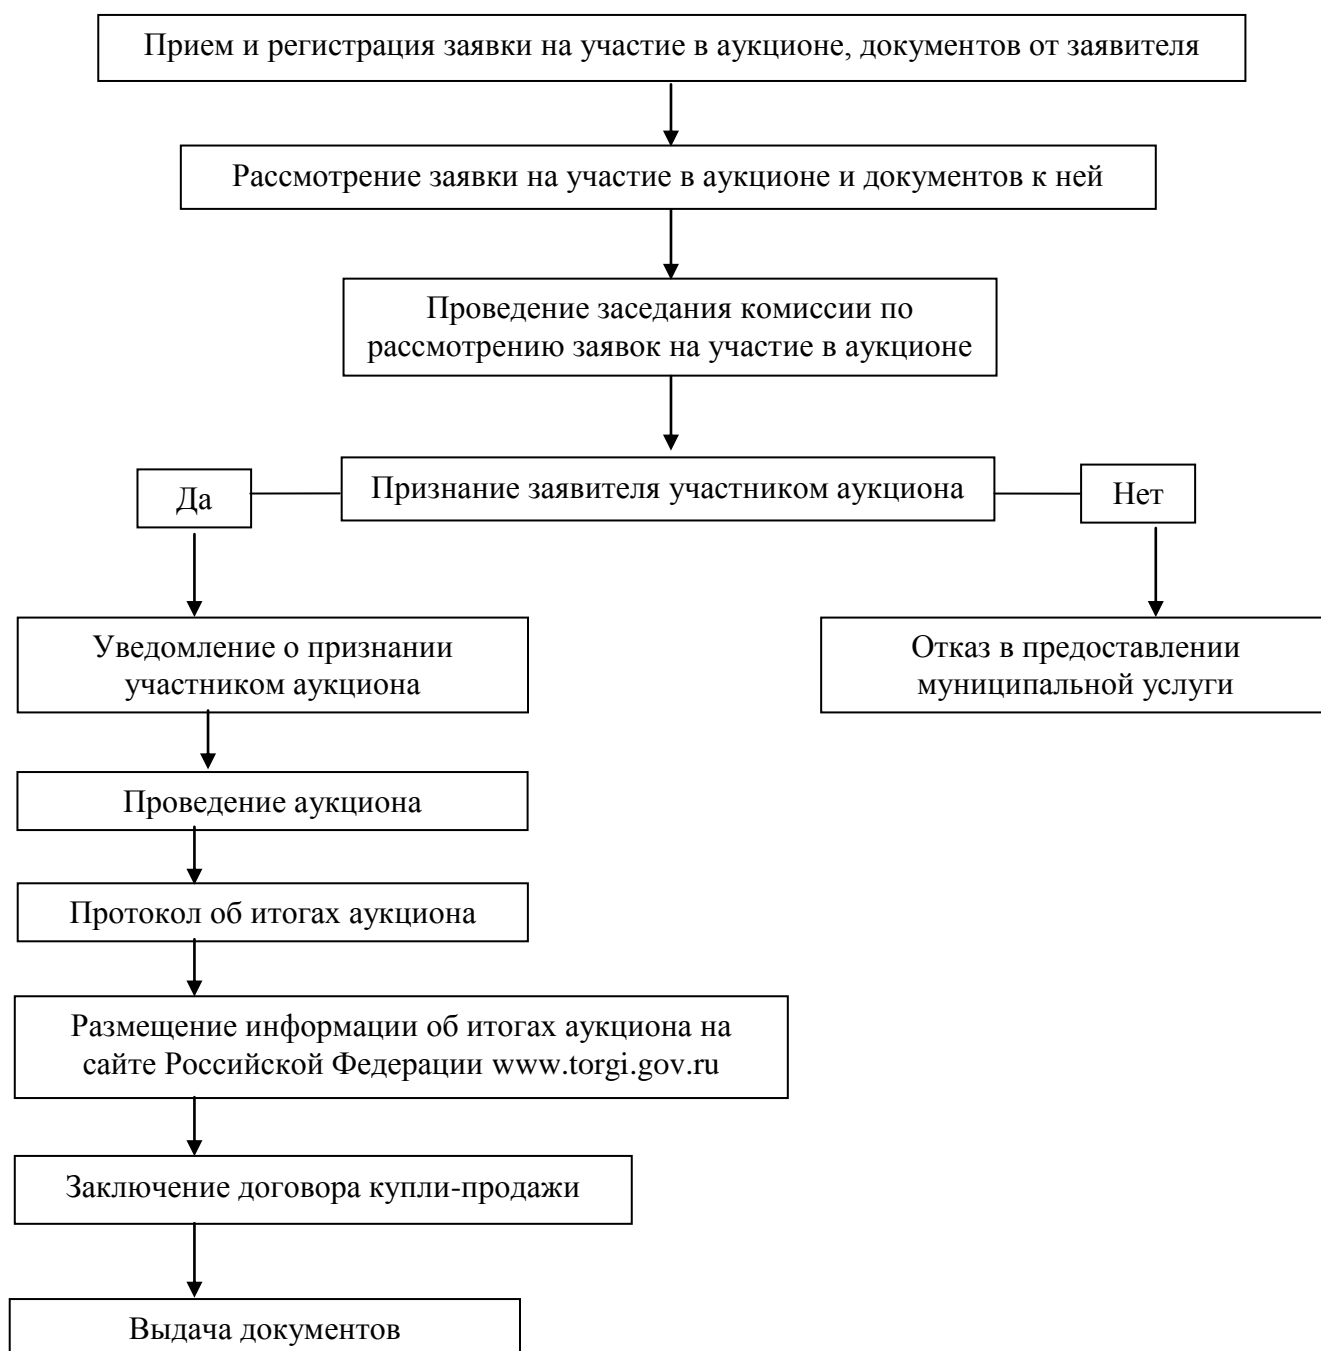 Прием и регистрация заявки на участие в аукционе, документов от заявителя
Рассмотрение заявки на участие в аукционе и документов к ней
Проведение заседания комиссии по
рассмотрению заявок на участие в аукционе
Да
Признание заявителя участником аукциона
Нет
Уведомление о признании
участником аукциона
Отказ в предоставлении
муниципальной услуги
Проведение аукциона
Протокол об итогах аукциона
Размещение информации об итогах аукциона на
сайте Российской Федерации www.torgi.gov.ru
Заключение договора купли-продажи
Выдача документов